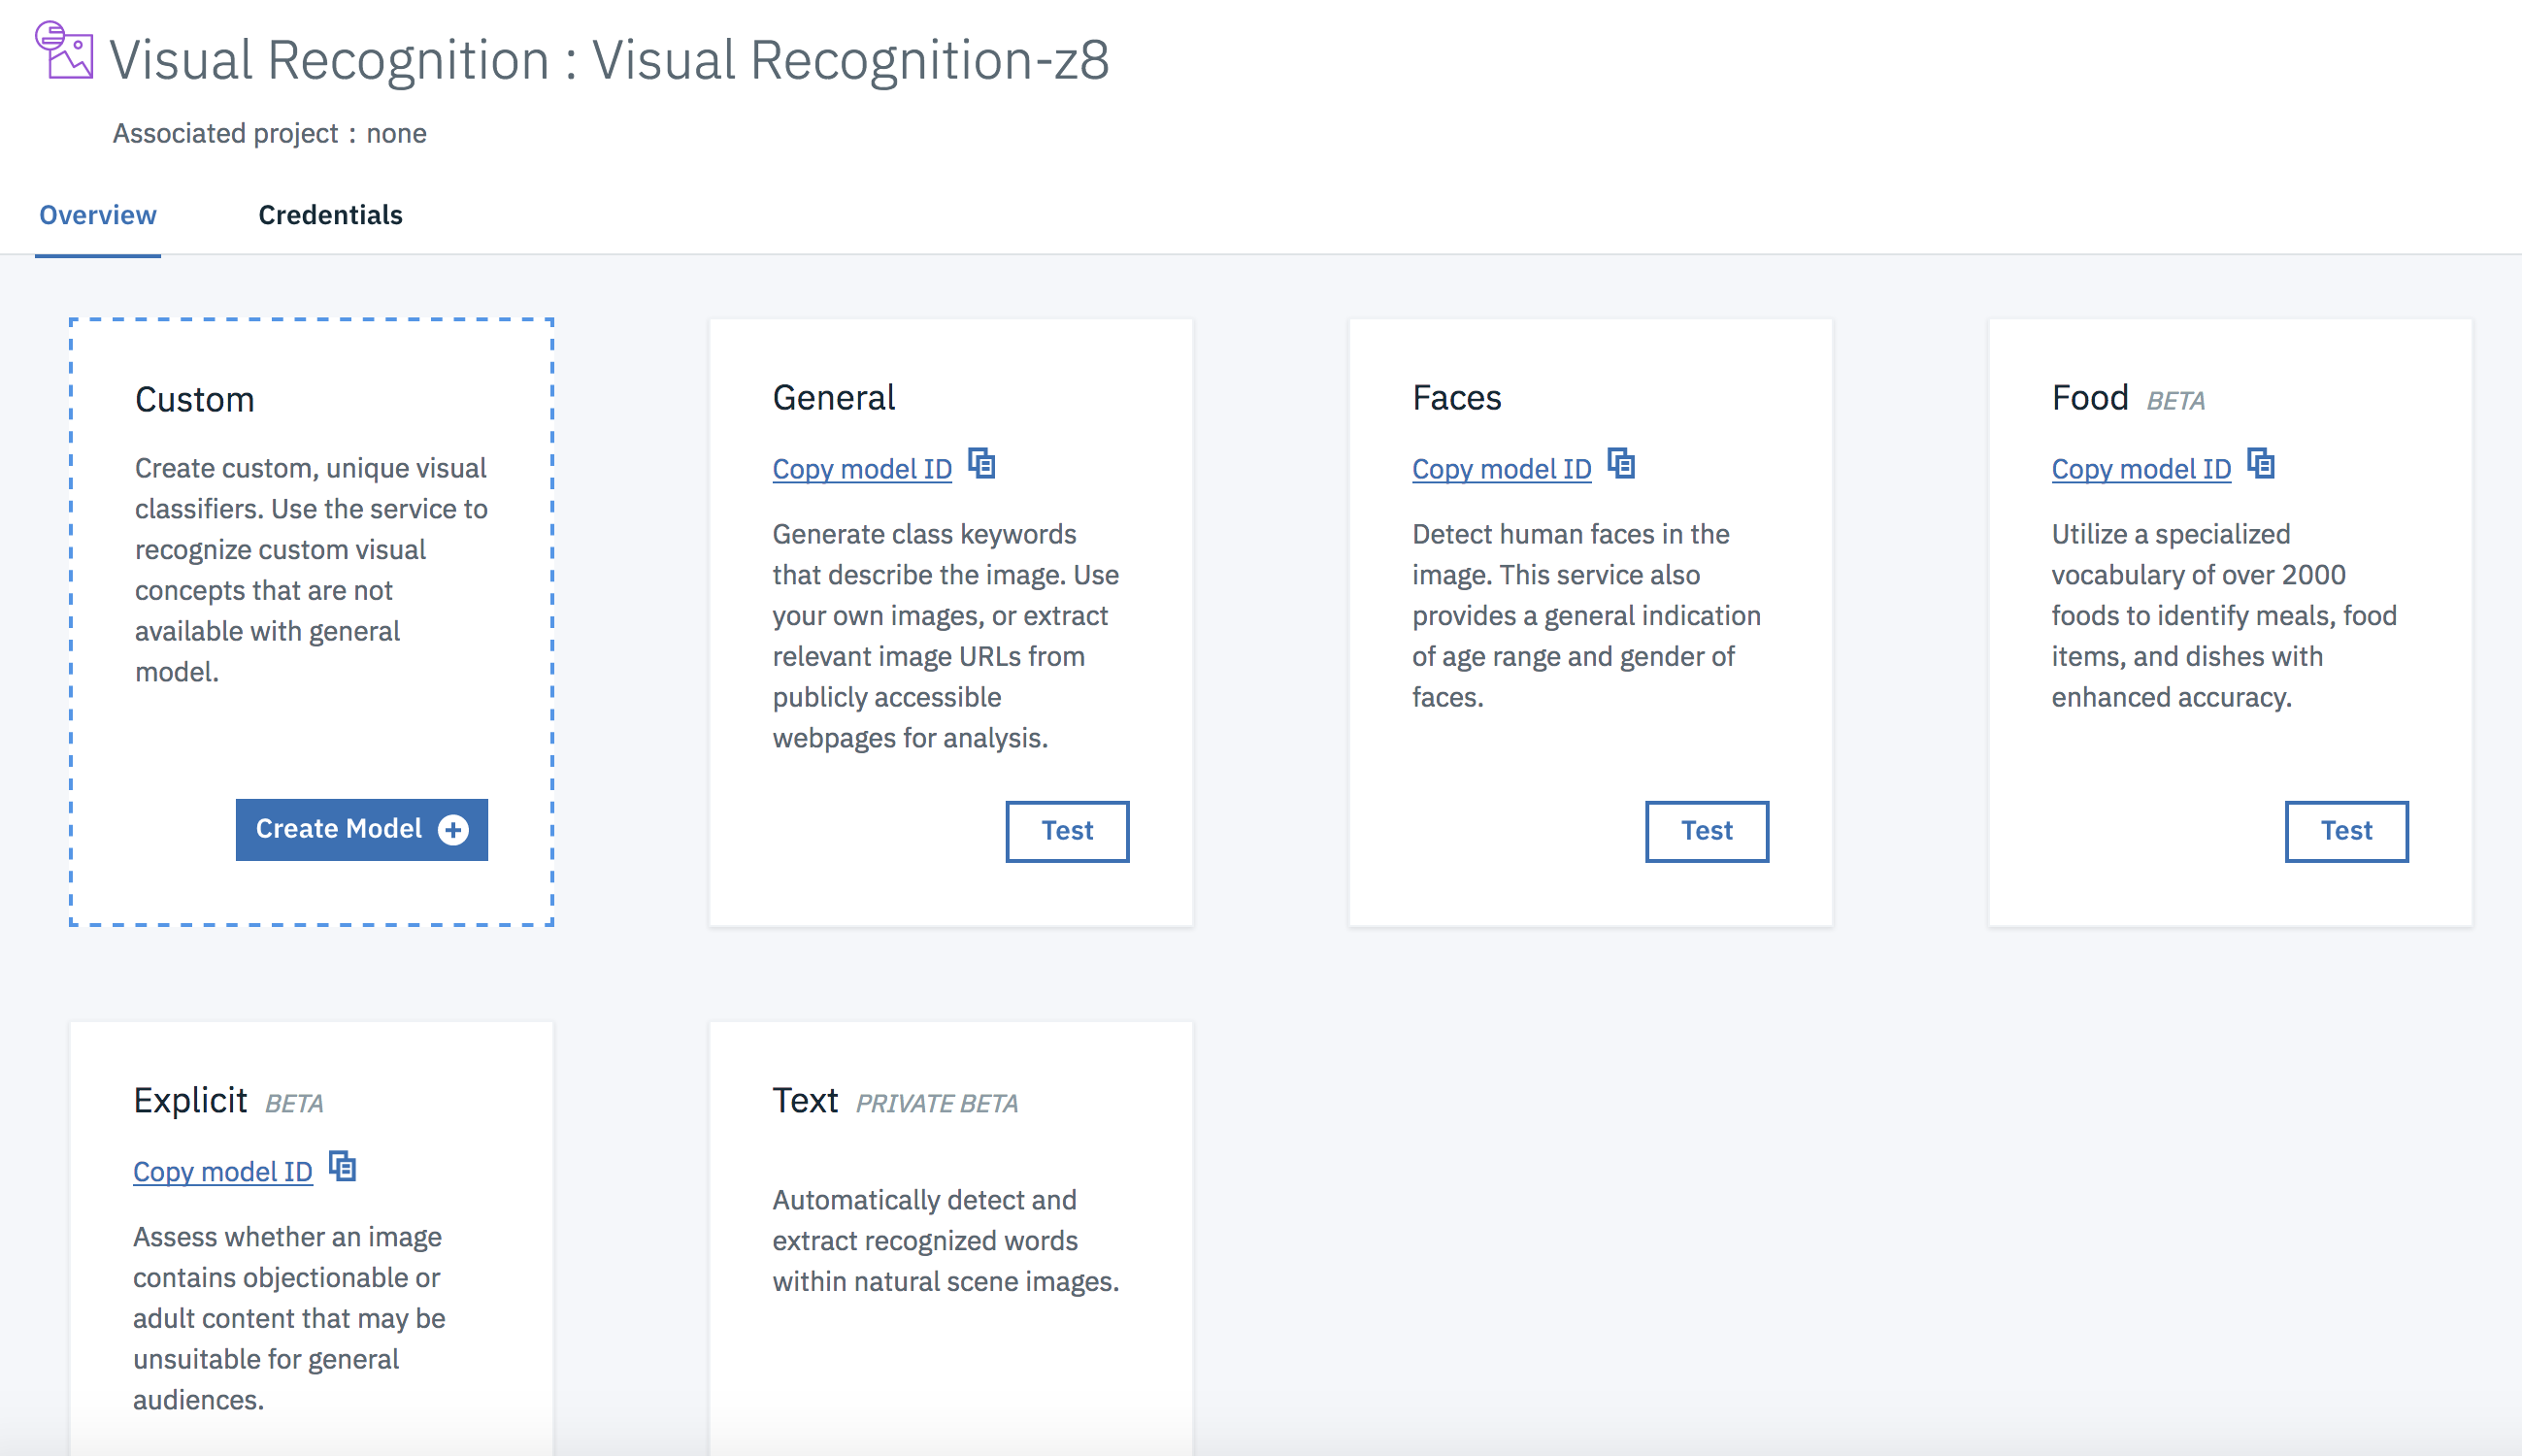 Visual Recognition : Visual Recognition-z8
Associated project : none
Overview
Credentials
Custom
Create custom, unique visual
classifiers. Use the service to
recognize custom visual
concepts that are not
available with general
model.
Create Model
General
Copy model ID
Generate class keywords
that describe the image. Use
your own images, or extract
relevant image URLs from
publicly accessible
webpages for analysis.
Test
Faces
Copy model ID
Detect human faces in the
image. This service also
provides a general indication
of age range and gender of
faces.
Test
Food BETA
Copy model ID
Utilize a specialized
vocabulary of over 2000
foods to identify meals, food
items, and dishes with
enhanced accuracy.
Test
Explicit BETA
Copy model ID
Assess whether an image
contains objectionable or
adult content that may be
unsuitable for general
audiences.
Text PRIVATE BETA
Automatically detect and
extract recognized words
within natural scene images.